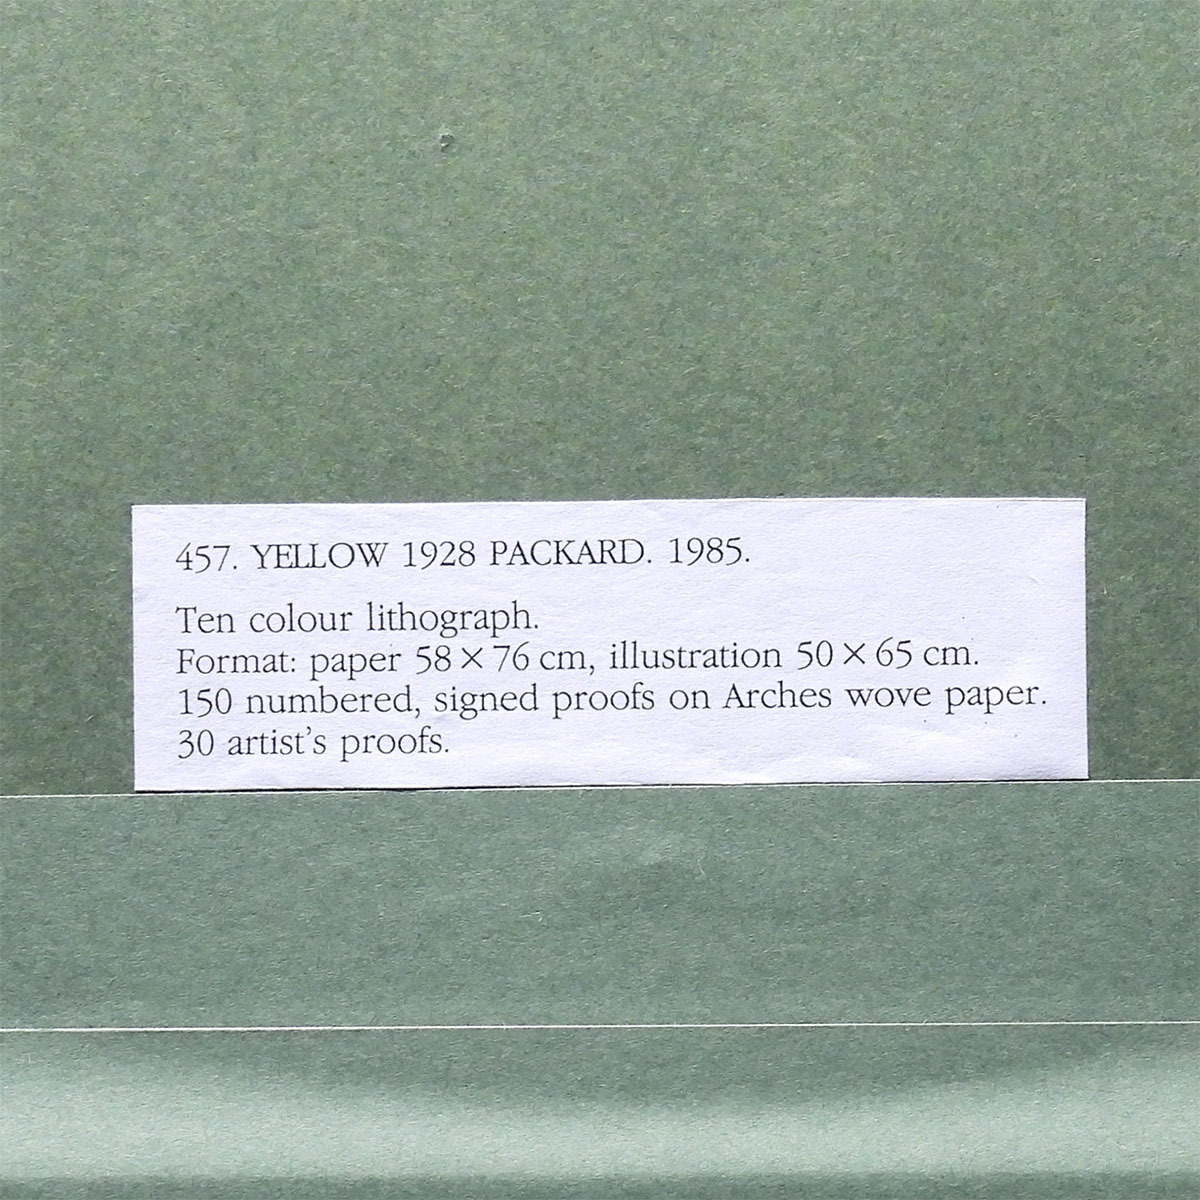 457. YELLOW 1928 PACKARD. 1985.
Ten colour lithograph.
Format: paper 58 × 76 cm, illustration 50 × 65 cm.
150 numbered, signed proofs on Arches wove paper.
30 artist's proofs.